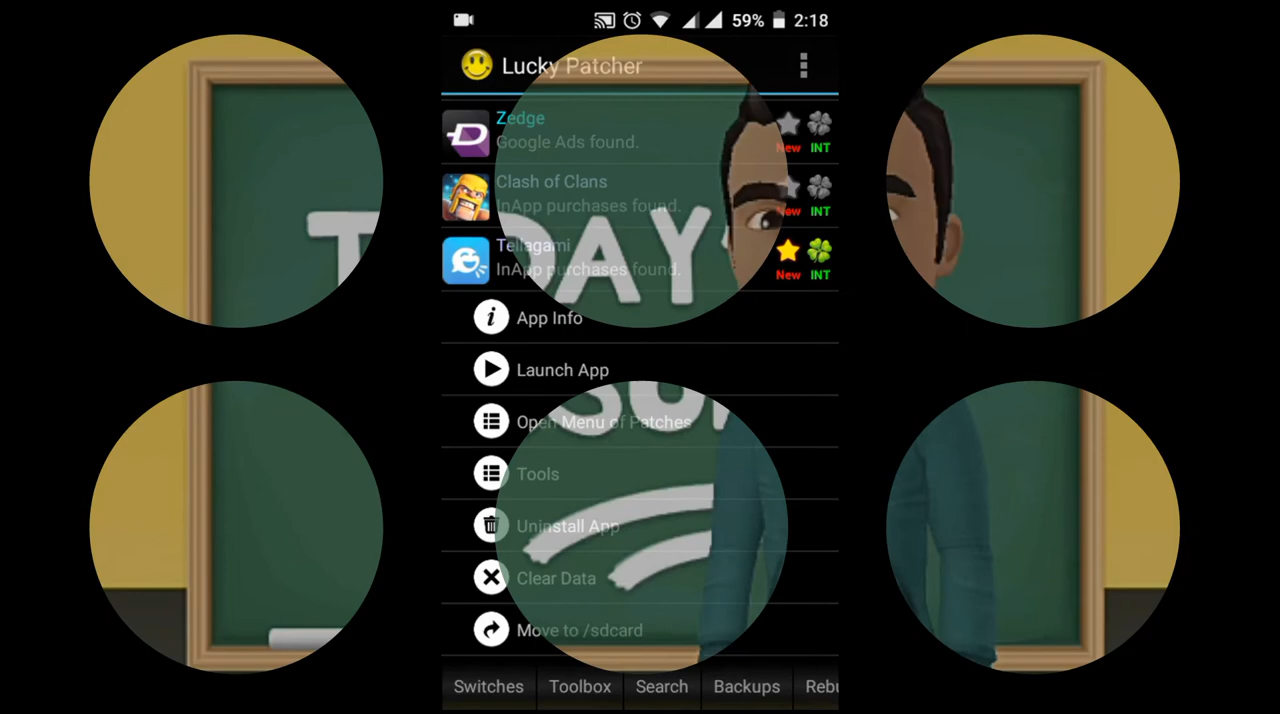 59% 2:18
Lucky Patcher
Zedge
Google Ads found.
New INT
Clash of Clans
InApp purchases found.
New INT
Tellagami
InApp purchases found.
New INT
App Info
Launch App
Open Menu of Patches
Tools
Uninstall App
Clear Data
Move to /sdcard
Switches Toolbox Search Backups Rebu